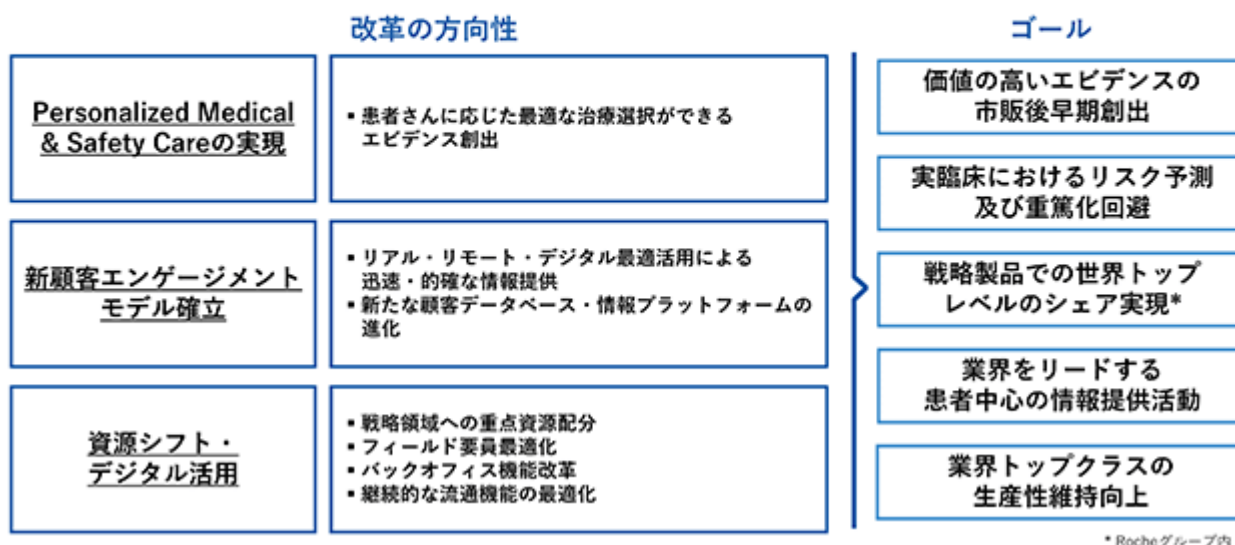 改革の方向性
ゴール
Personalized Medical
& Safety Careの実現
▪ 患者さんに応じた最適な治療選択ができる
エビデンス創出
新顧客エンゲージメント
モデル確立
▪ リアル・リモート・デジタル最適活用による
迅速・的確な情報提供
▪ 新たな顧客データベース・情報プラットフォームの
進化
資源シフト・
デジタル活用
▪ 戦略領域への重点資源配分
▪ フィールド要員最適化
▪ バックオフィス機能改革
▪ 継続的な流通機能の最適化
価値の高いエビデンスの
市販後早期創出
実臨床におけるリスク予測
及び重篤化回避
戦略製品での世界トップ
レベルのシェア実現*
業界をリードする
患者中心の情報提供活動
業界トップクラスの
生産性維持向上
* Rocheグループ内